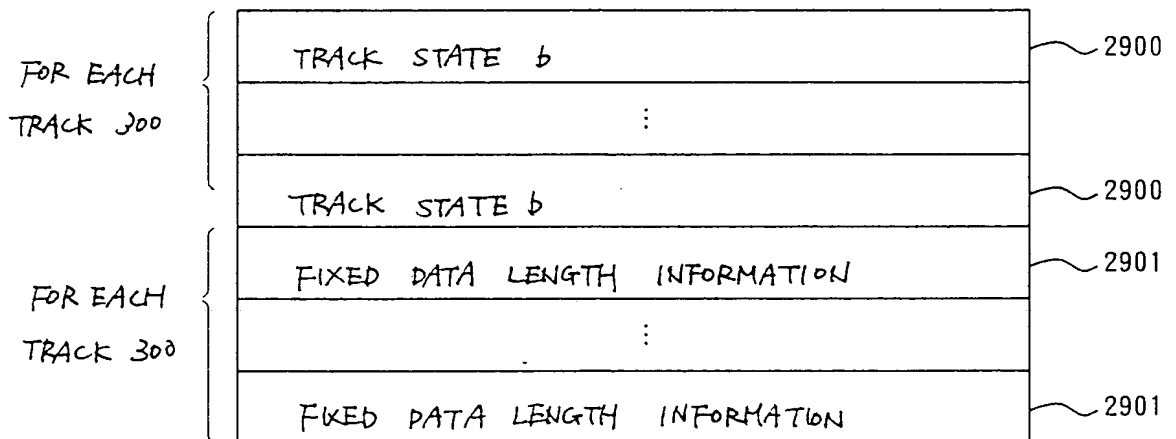 TRACK STATE b 2900
FOR EACH
TRACK 300
⋮
TRACK STATE b 2900
FIXED DATA LENGTH INFORMATION 2901
FOR EACH
TRACK 300
⋮
FIXED DATA LENGTH INFORMATION 2901